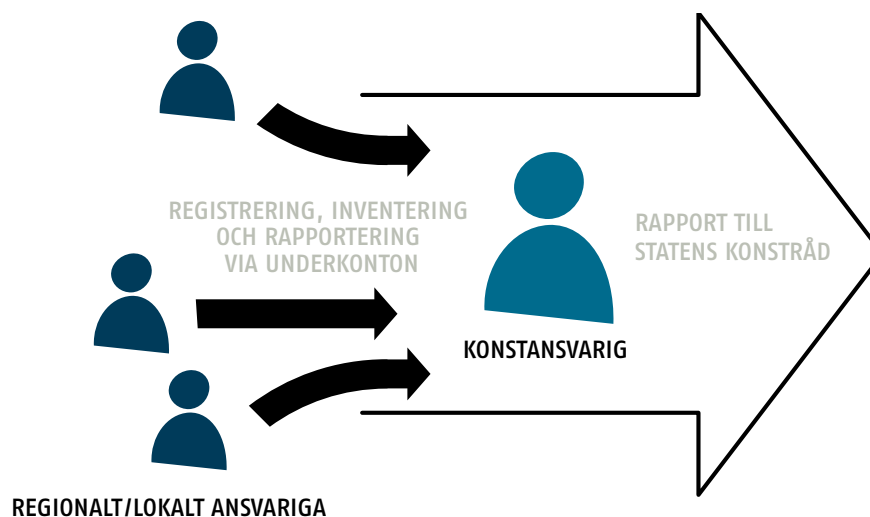 REGISTRERING, INVENTERING
OCH RAPPORTERING
VIA UNDERKONTON
RAPPORT TILL
STATENS KONSTRÅD
KONSTANSVARIG
REGIONALT/LOKALT ANSVARIGA